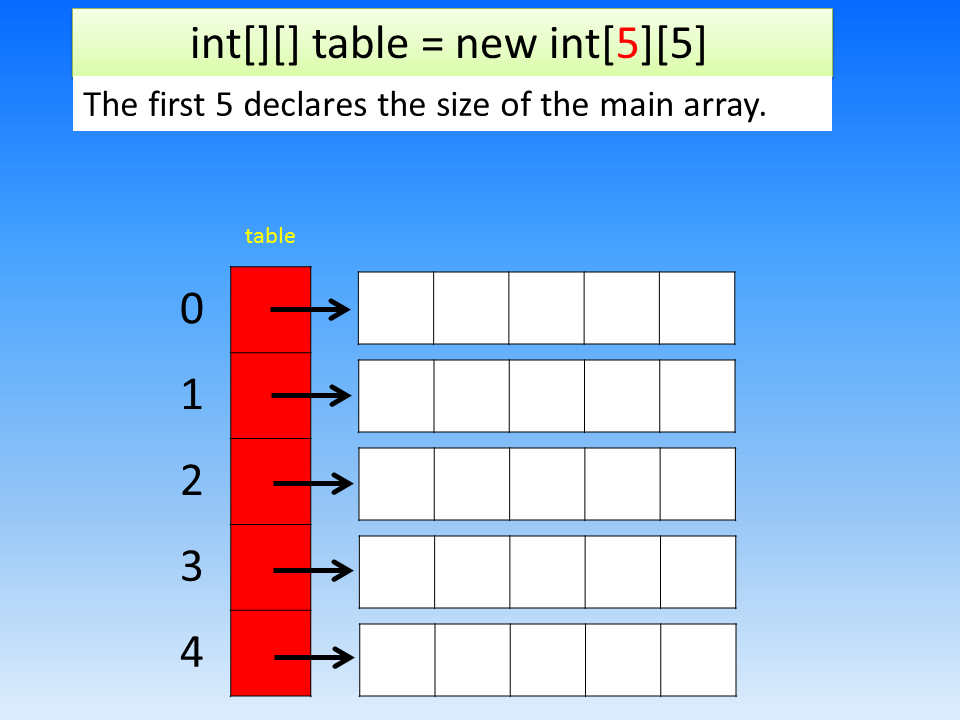 int[][] table = new int[5][5]
The first 5 declares the size of the main array.
table
0
1
2
3
4